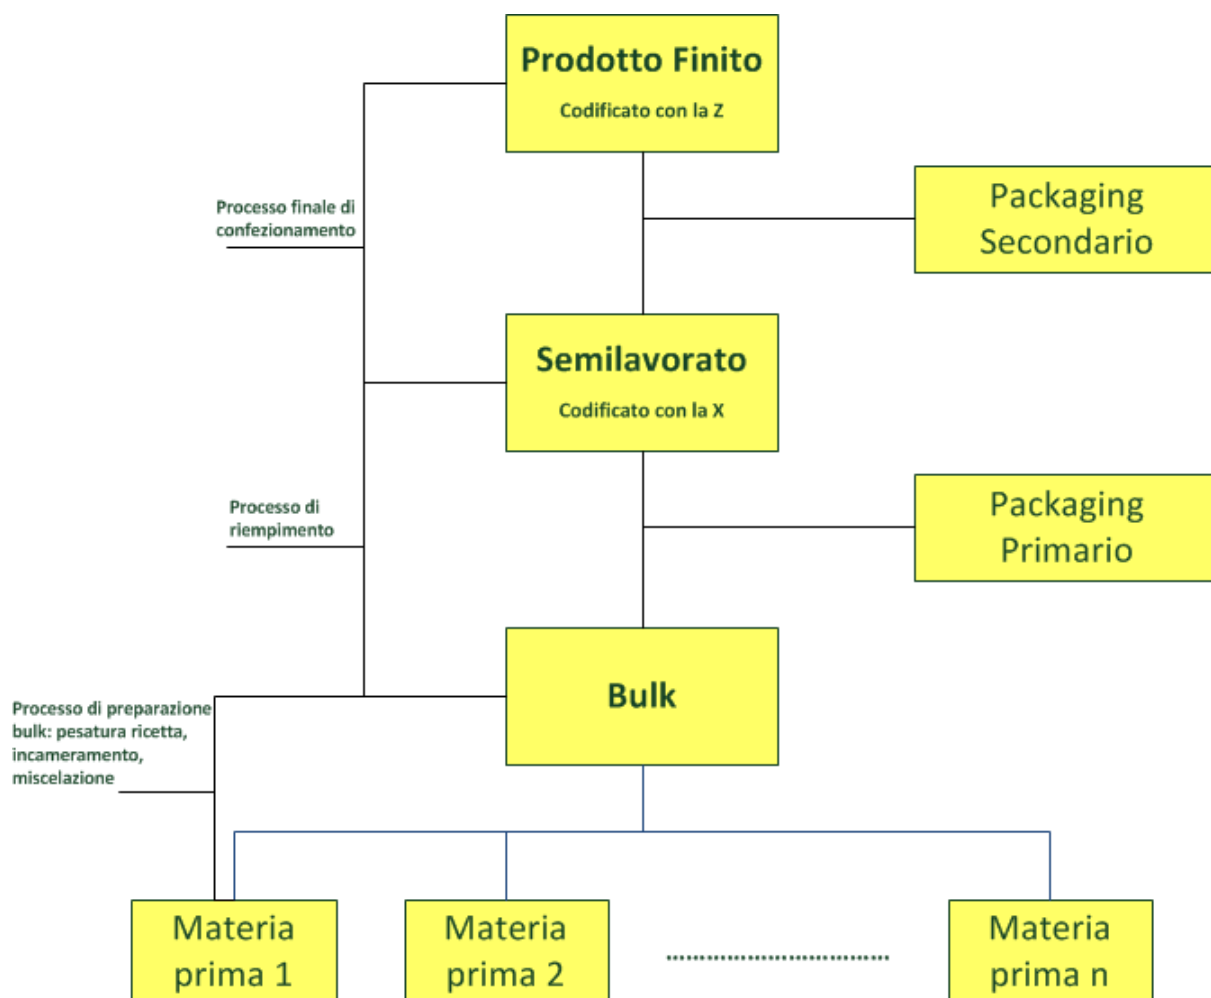 Prodotto Finito
Codificato con la Z
Processo finale di
confezionamento
Packaging
Secondario
Semilavorato
Codificato con la X
Processo di
riempimento
Packaging
Primario
Bulk
Processo di preparazione
bulk: pesatura ricetta,
incameramento,
miscelazione
Materia
prima 1
Materia
prima 2
........................................
Materia
prima n